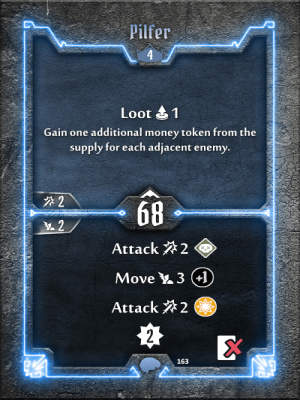 Pilfer
4
Loot 1
Gain one additional money token from the
supply for each adjacent enemy.
2
2
68
Attack 2
Move 3 +1
Attack 2
2
163